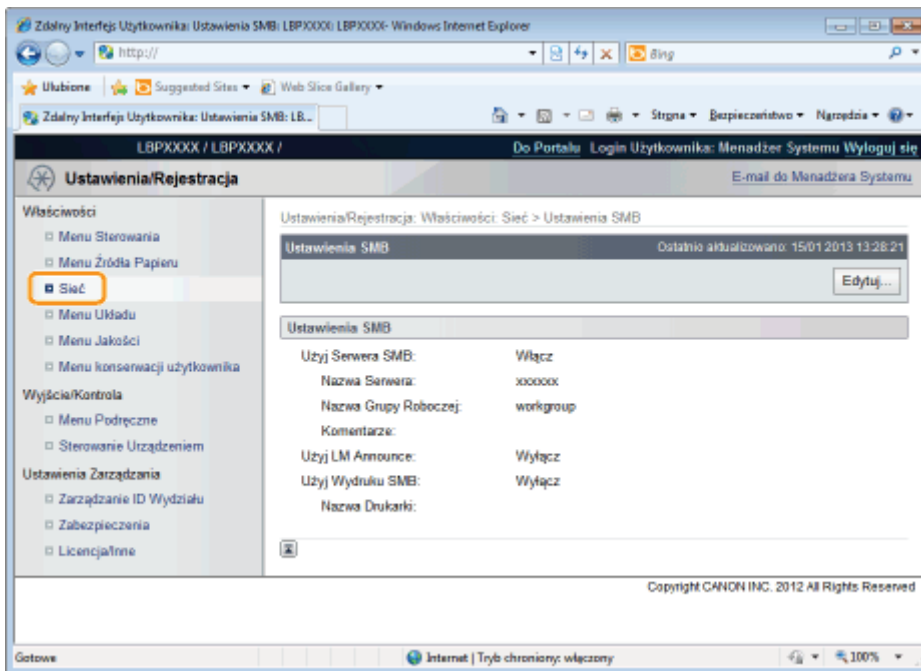 Zdalny Interfejs Użytkownika: Ustawienia SMB: LBPXXXX: LBPXXXX- Windows Internet Explorer
http://
Bing
Ulubione Suggested Sites Web Slice Gallery
Zdalny Interfejs Użytkownika: Ustawienia SMB: LB... Strona Bezpieczeństwo Narzędzia
LBPXXXX / LBPXXXX /
Do Portalu Login Użytkownika: Menadżer Systemu Wyloguj się
Ustawienia/Rejestracja
E-mail do Menadżera Systemu
Właściwości
Menu Sterowania
Menu Źródła Papieru
Sieć
Menu Układu
Menu Jakości
Menu konserwacji użytkownika
Wyjście/Kontrola
Menu Podręczne
Sterowanie Urządzeniem
Ustawienia Zarządzania
Zarządzanie ID Wydziału
Zabezpieczenia
Licencja/Inne
Ustawienia/Rejestracja: Właściwości: Sieć > Ustawienia SMB
Ustawienia SMB Ostatnio aktualizowano: 15/01 2013 13:28:21
Edytuj...
Ustawienia SMB
Użyj Serwera SMB: Włącz
Nazwa Serwera: xxxxxx
Nazwa Grupy Roboczej: workgroup
Komentarze:
Użyj LM Announce: Wyłącz
Użyj Wydruku SMB: Wyłącz
Nazwa Drukarki:
Copyright CANON INC. 2012 All Rights Reserved
Gotowe Internet | Tryb chroniony: włączony 100%